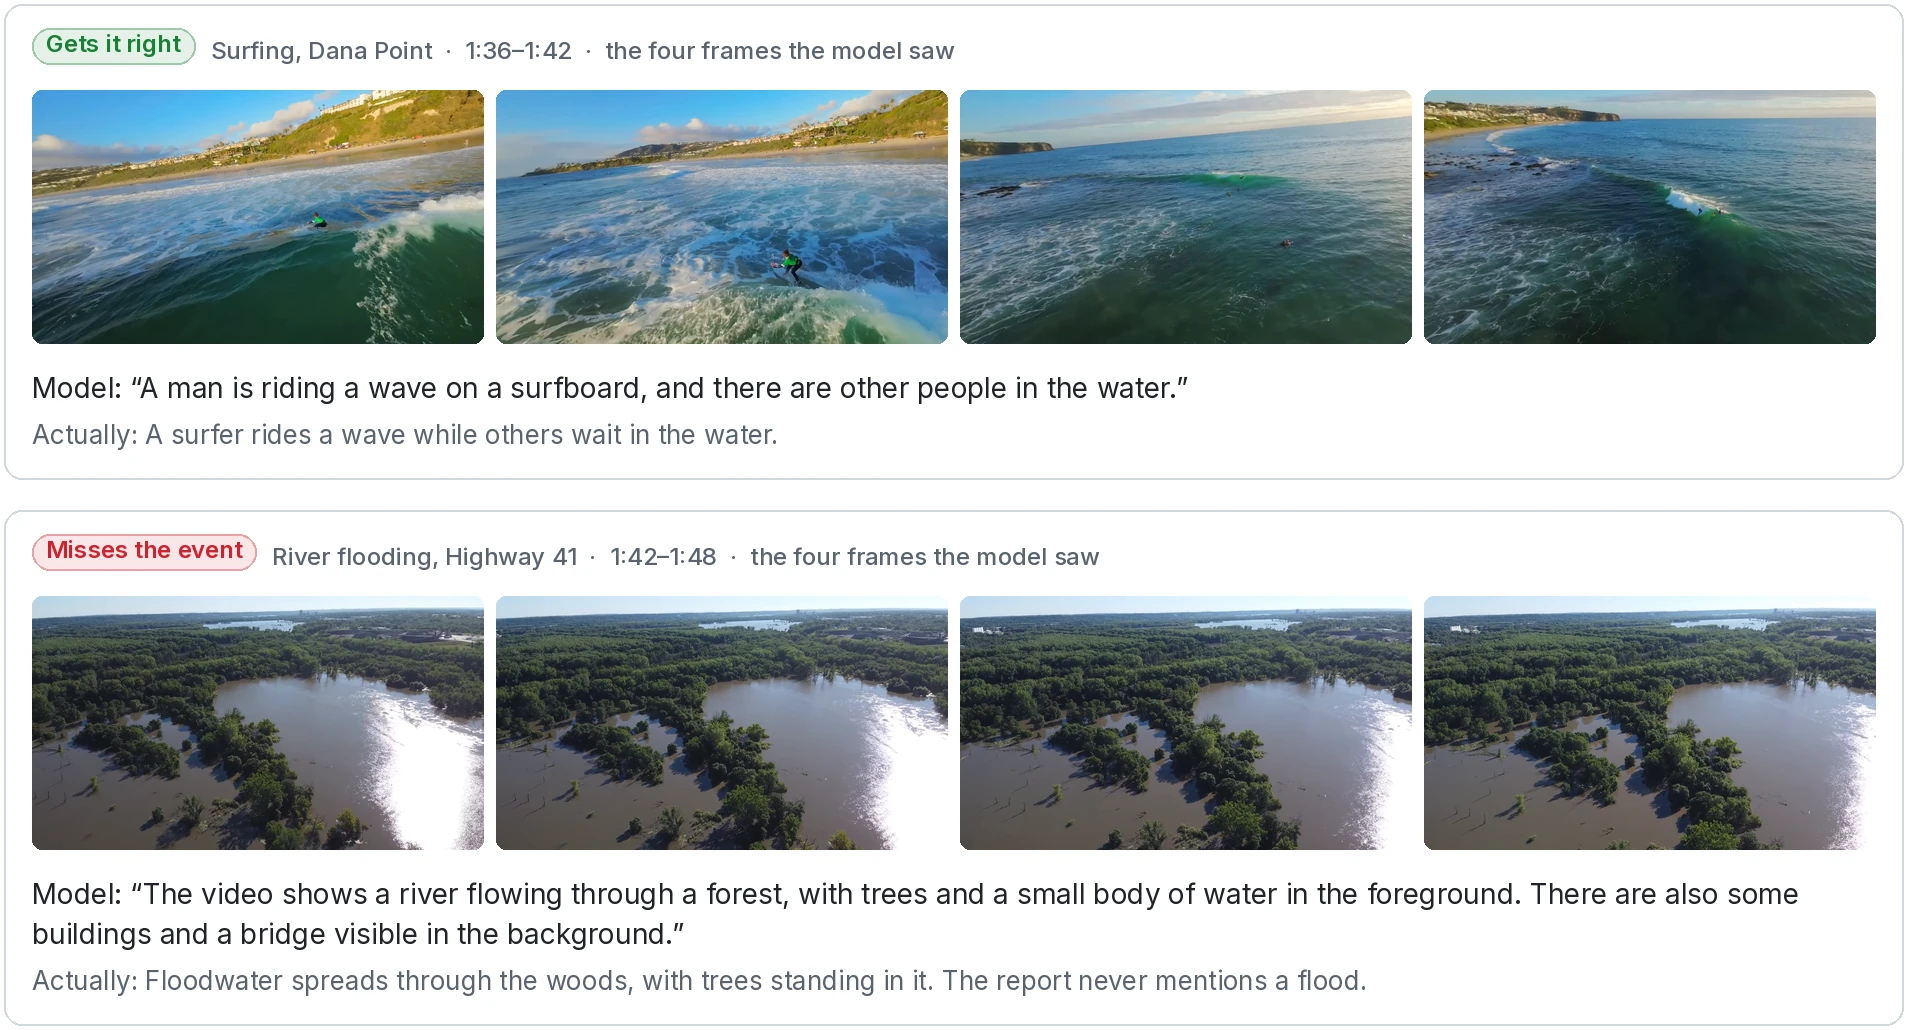 Gets it right Surfing, Dana Point · 1:36–1:42 · the four frames the model saw
Model: “A man is riding a wave on a surfboard, and there are other people in the water.”
Actually: A surfer rides a wave while others wait in the water.
Misses the event River flooding, Highway 41 · 1:42–1:48 · the four frames the model saw
Model: “The video shows a river flowing through a forest, with trees and a small body of water in the foreground. There are also some
buildings and a bridge visible in the background.”
Actually: Floodwater spreads through the woods, with trees standing in it. The report never mentions a flood.